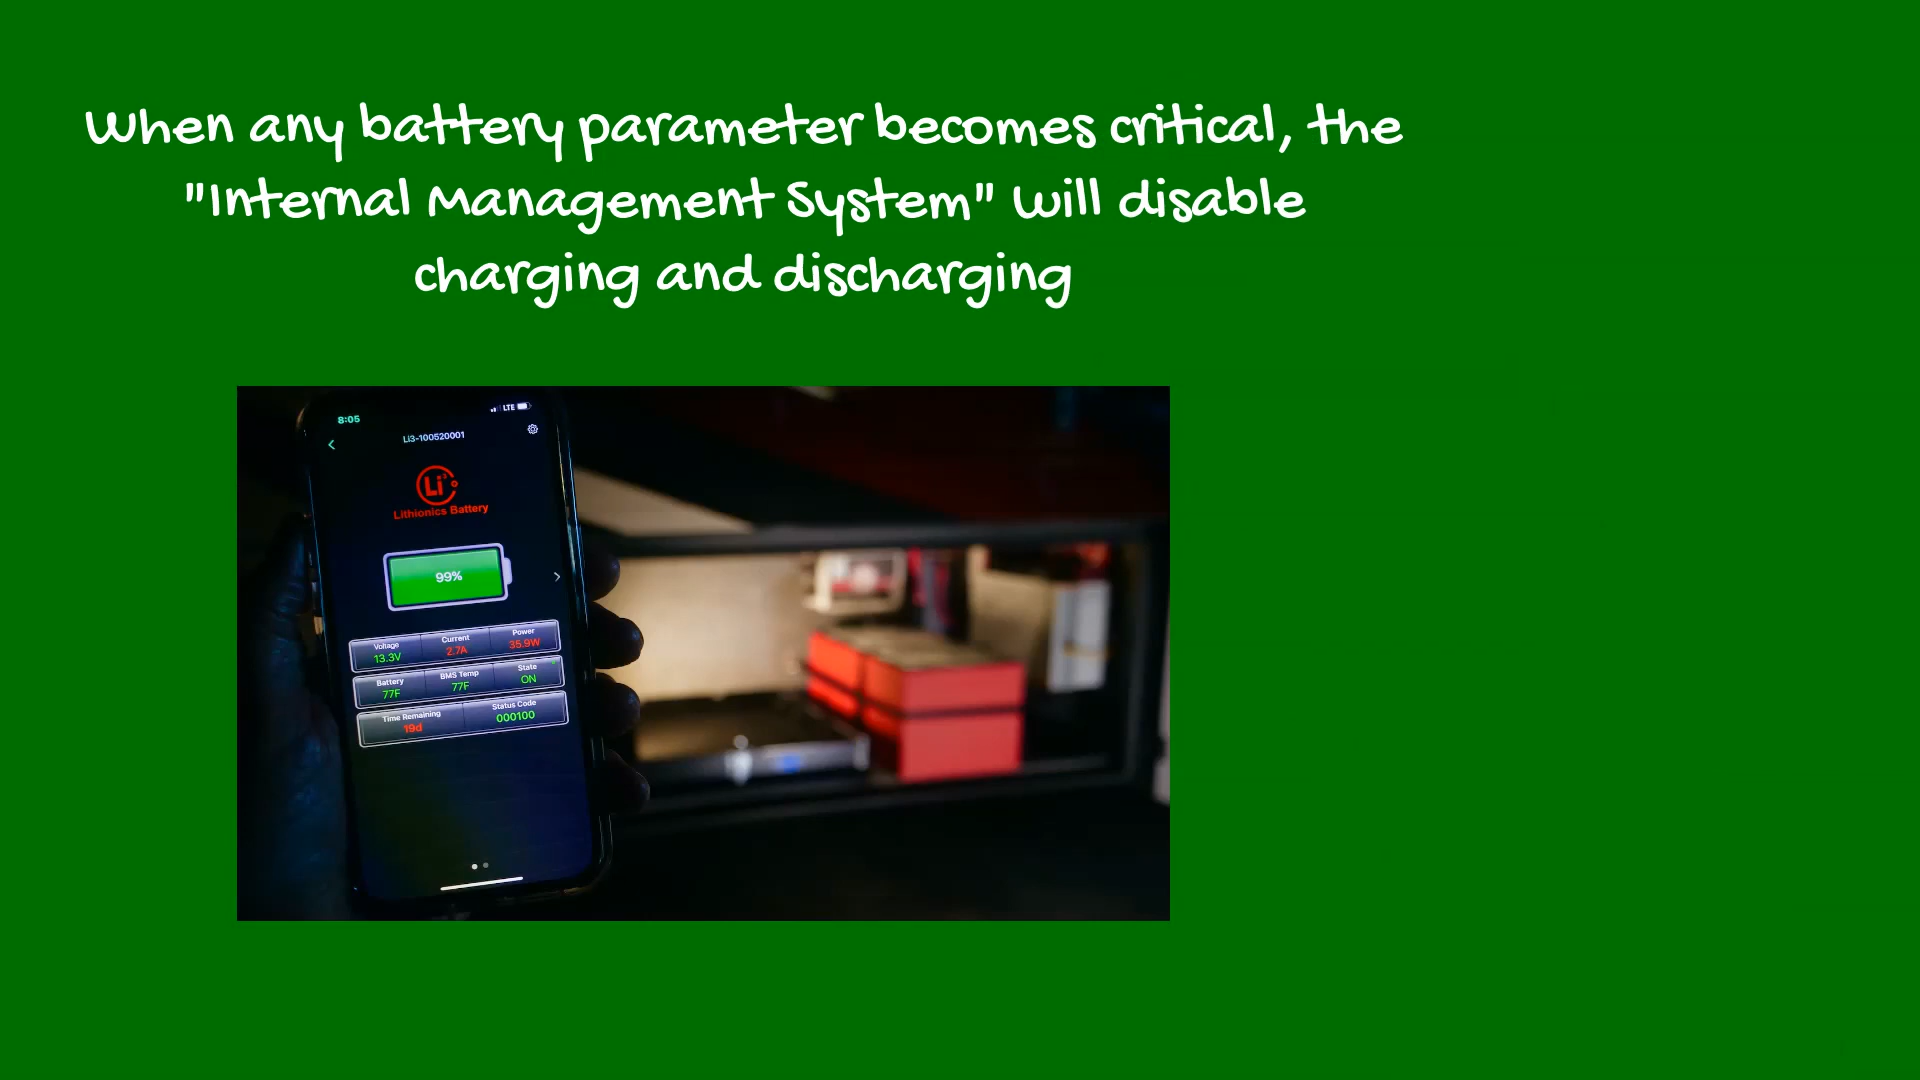 When any battery parameter becomes critical, the
"Internal Management System" will disable
charging and discharging
8:05
LTE
Li3-100520001
Li3
Lithionics Battery
99%
Voltage Current Power
13.3V 2.7A 35.9W
Battery BMS Temp State
77F 77F ON
Time Remaining Status Code
19d 000100